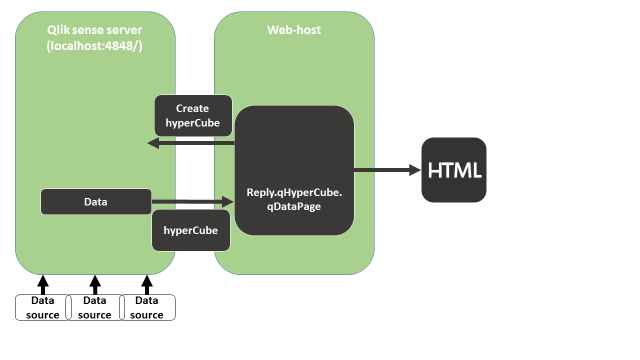 Qlik sense server
(localhost:4848/)
Web-host
Create
hyperCube
HTML
Reply.qHyperCube.
qDataPage
Data
hyperCube
Data
source
Data
source
Data
source